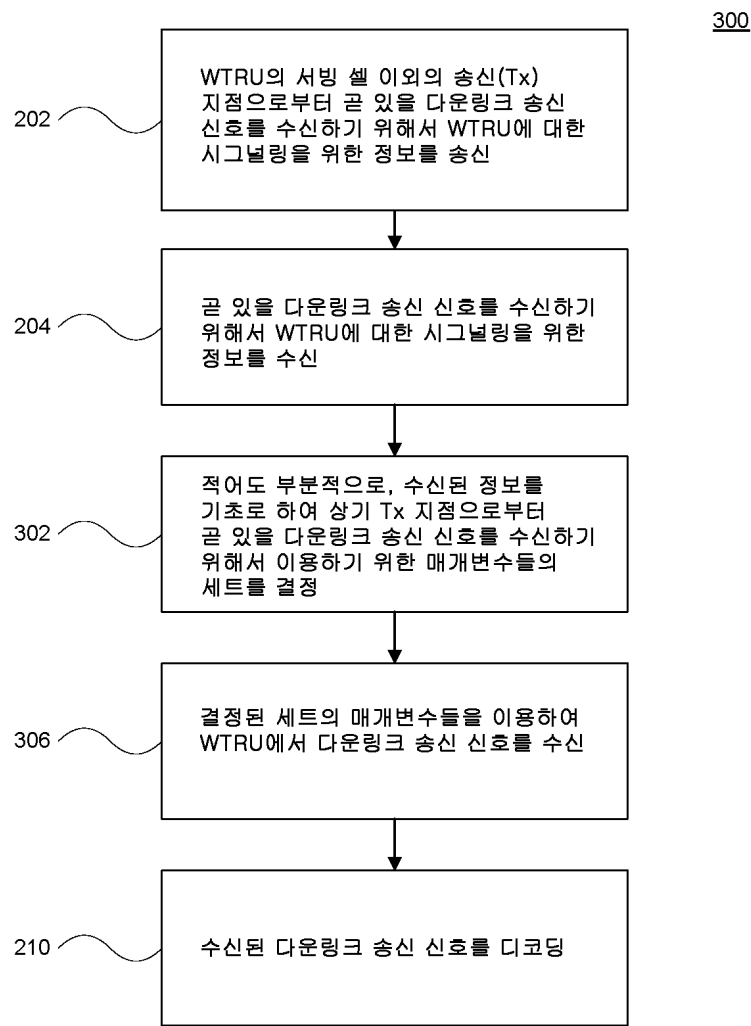 300
202
WTRU의 서빙 셀 이외의 송신(Tx)
지점으로부터 곧 있을 다운링크 송신
신호를 수신하기 위해서 WTRU에 대한
시그널링을 위한 정보를 송신
204
곧 있을 다운링크 송신 신호를 수신하기
위해서 WTRU에 대한 시그널링을 위한
정보를 수신
302
적어도 부분적으로, 수신된 정보를
기초로 하여 상기 Tx 지점으로부터
곧 있을 다운링크 송신 신호를 수신하기
위해서 이용하기 위한 매개변수들의
세트를 결정
306
결정된 세트의 매개변수들을 이용하여
WTRU에서 다운링크 송신 신호를 수신
210
수신된 다운링크 송신 신호를 디코딩